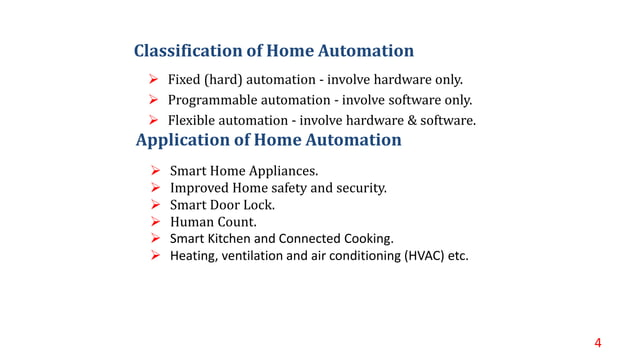 Classification of Home Automation
➢ Fixed (hard) automation - involve hardware only.
➢ Programmable automation - involve software only.
➢ Flexible automation - involve hardware & software.
Application of Home Automation
➢ Smart Home Appliances.
➢ Improved Home safety and security.
➢ Smart Door Lock.
➢ Human Count.
➢ Smart Kitchen and Connected Cooking.
➢ Heating, ventilation and air conditioning (HVAC) etc.
4